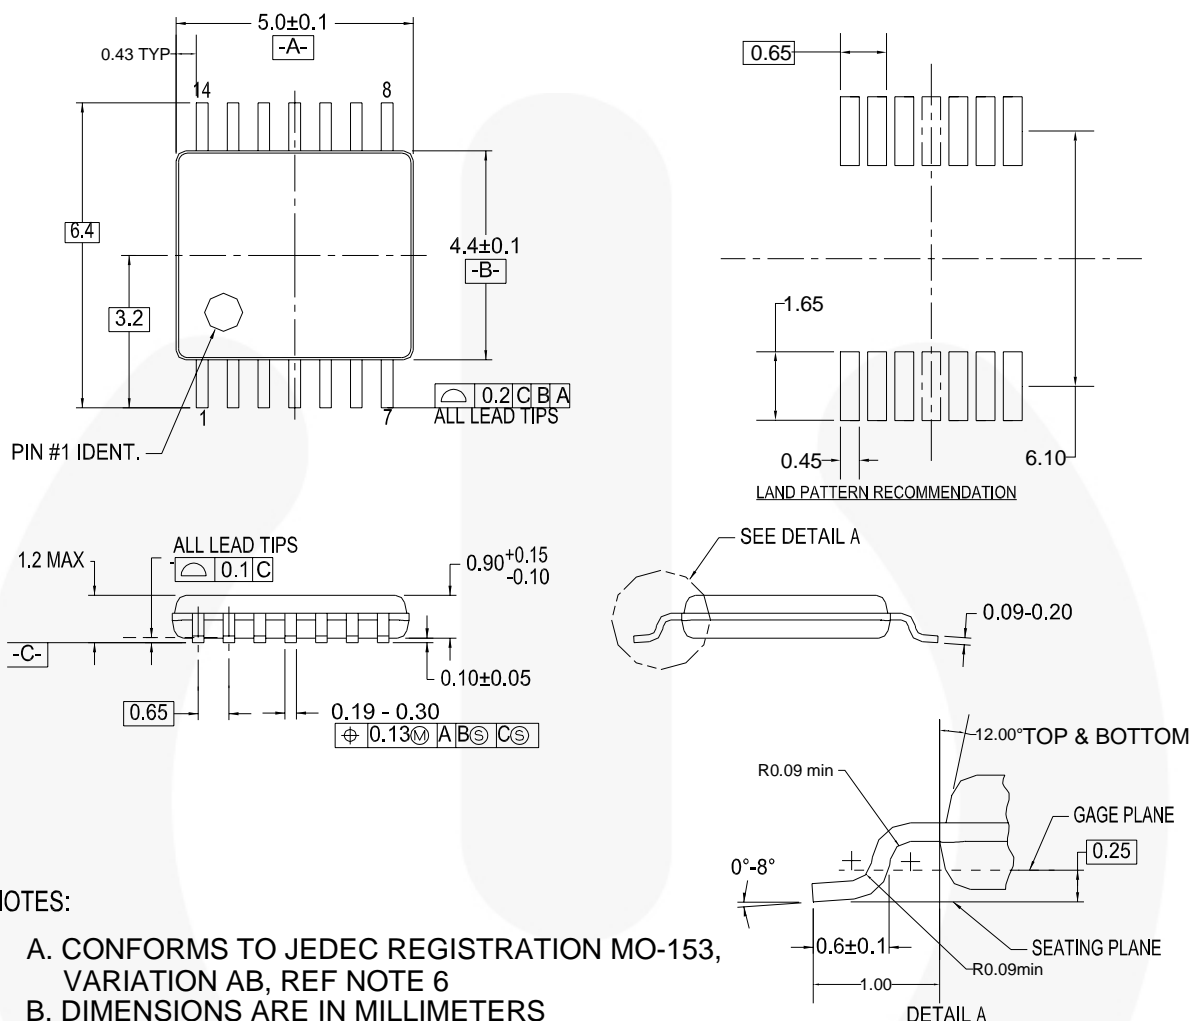 5.0±0.1
-A-
0.43 TYP
14
8
6.4
3.2
4.4±0.1
-B-
0.2 C B A
ALL LEAD TIPS
1
7
PIN #1 IDENT.
0.65
1.65
0.45
6.10
LAND PATTERN RECOMMENDATION
ALL LEAD TIPS
0.1 C
1.2 MAX
0.90+0.15
-0.10
-C-
0.10±0.05
0.65
0.19 - 0.30
⌖ 0.13Ⓜ A BⓈ CⓈ
SEE DETAIL A
0.09-0.20
12.00° TOP & BOTTOM
R0.09 min
GAGE PLANE
0.25
0°-8°
SEATING PLANE
0.6±0.1
R0.09min
1.00
DETAIL A
NOTES:
A. CONFORMS TO JEDEC REGISTRATION MO-153,
VARIATION AB, REF NOTE 6
B. DIMENSIONS ARE IN MILLIMETERS